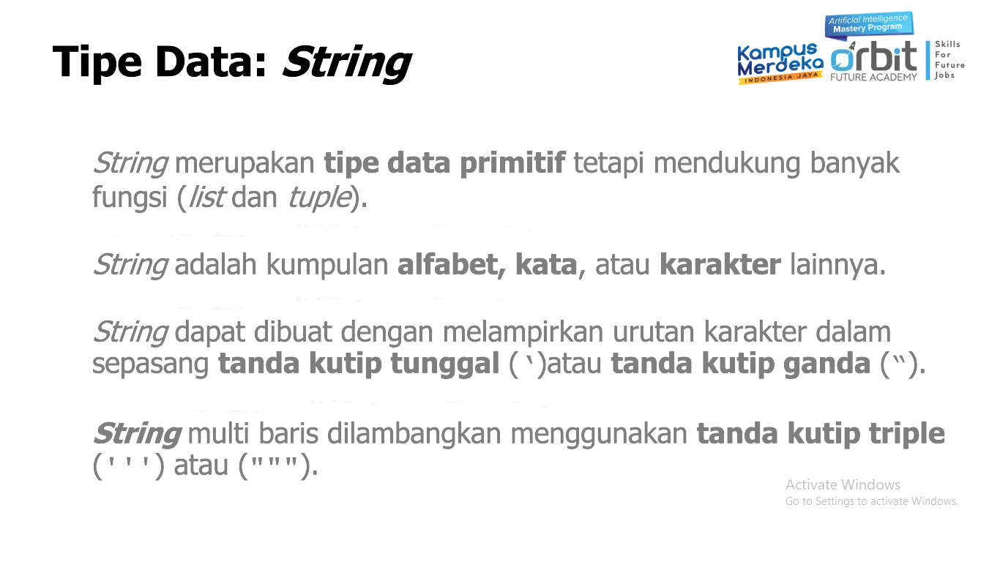 Tipe Data: String
Artificial Intelligence
Mastery Program
Kampus
Merdeka
INDONESIA JAYA
orbit
FUTURE ACADEMY
Skills
For
Future
Jobs
String merupakan tipe data primitif tetapi mendukung banyak
fungsi (list dan tuple).
String adalah kumpulan alfabet, kata, atau karakter lainnya.
String dapat dibuat dengan melampirkan urutan karakter dalam
sepasang tanda kutip tunggal (‘)atau tanda kutip ganda (“).
String multi baris dilambangkan menggunakan tanda kutip triple
(''') atau (""").
Activate Windows
Go to Settings to activate Windows.